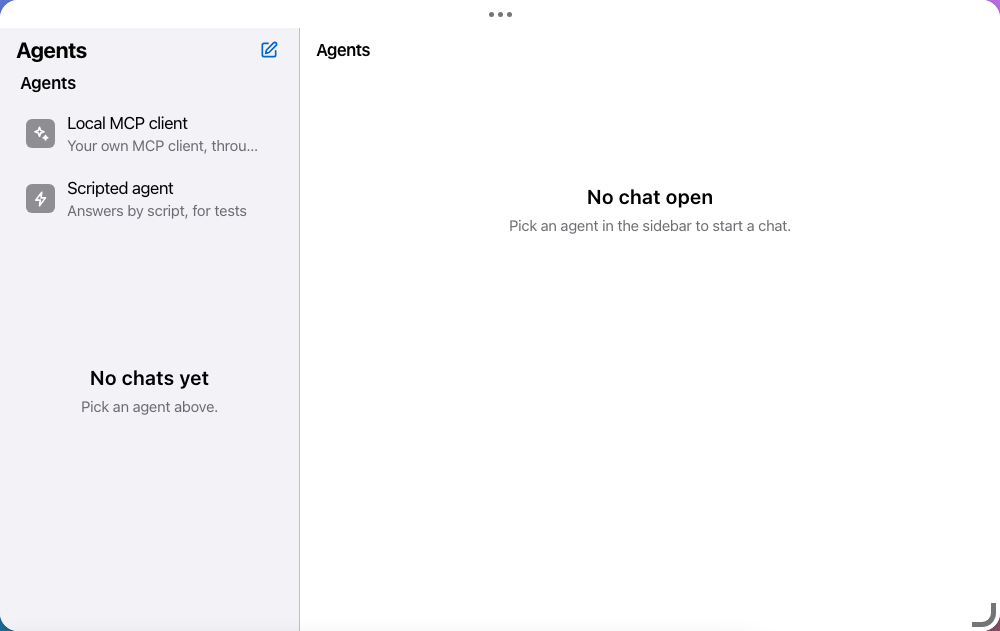 Agents
Agents
Local MCP client
Your own MCP client, throu...
Scripted agent
Answers by script, for tests
No chats yet
Pick an agent above.
Agents
No chat open
Pick an agent in the sidebar to start a chat.